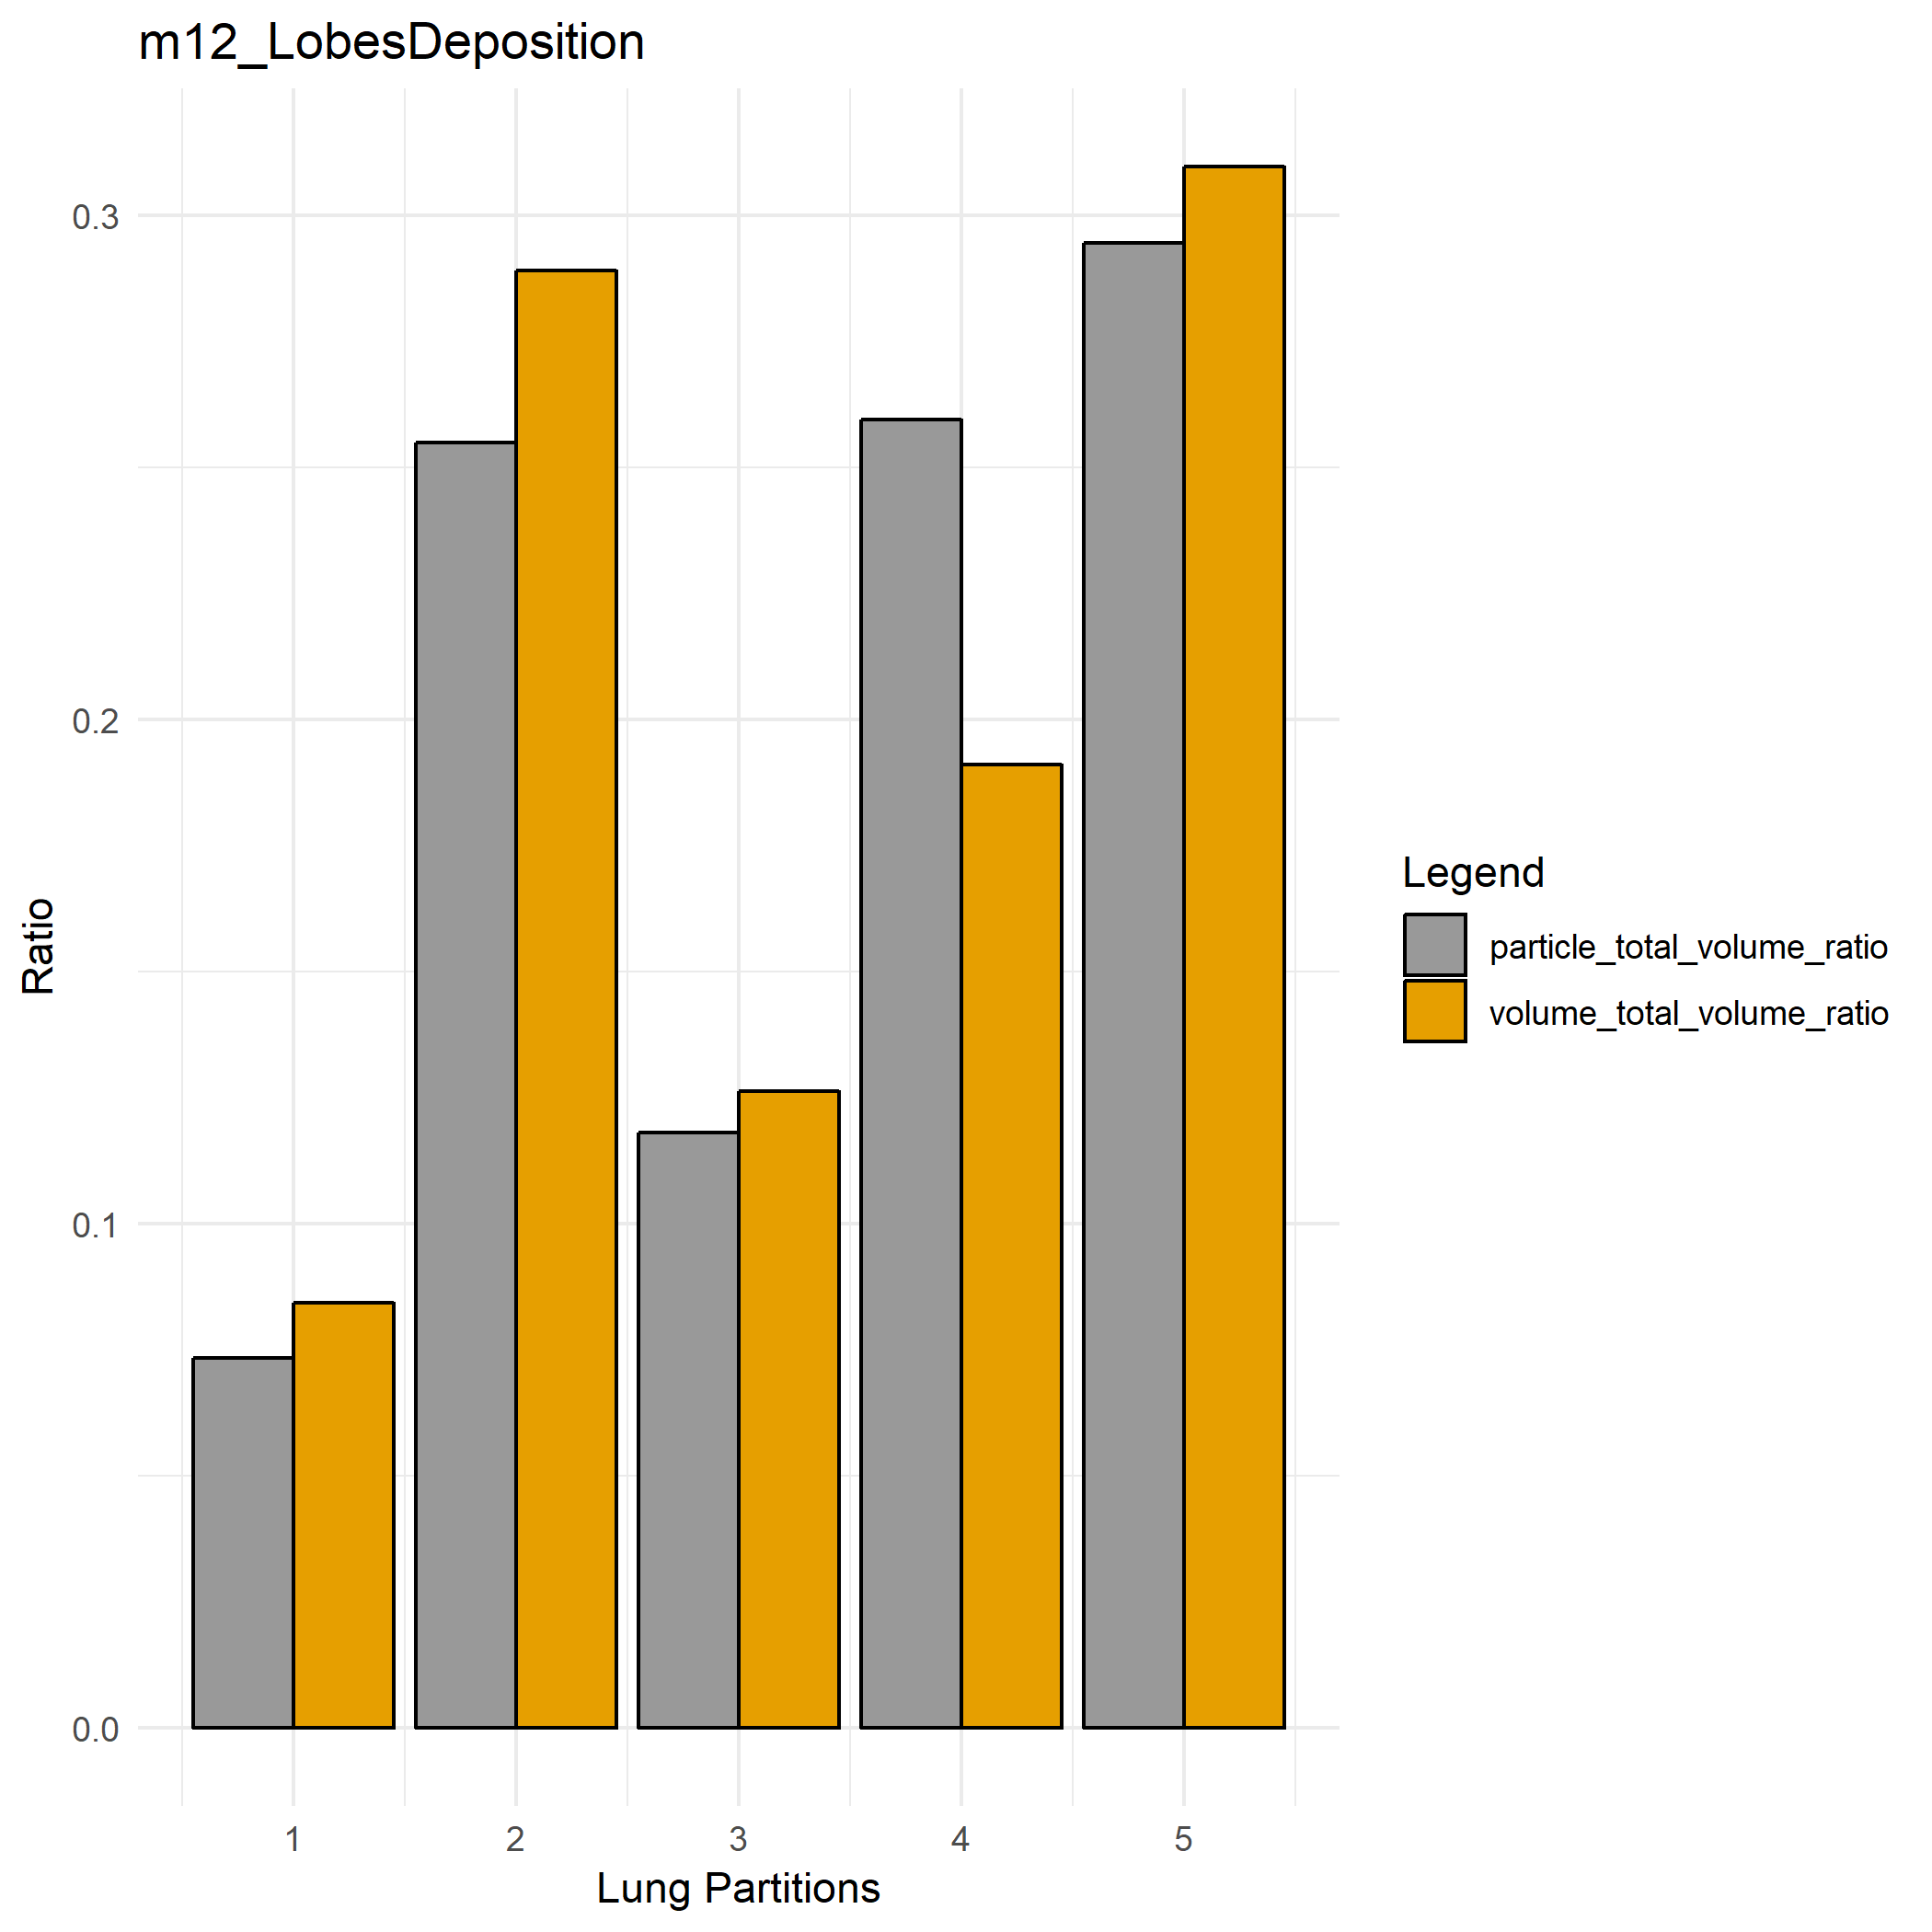 m12_LobesDeposition
0.3
0.2
0.1
0.0
Ratio
1 2 3 4 5
Lung Partitions
Legend
particle_total_volume_ratio
volume_total_volume_ratio